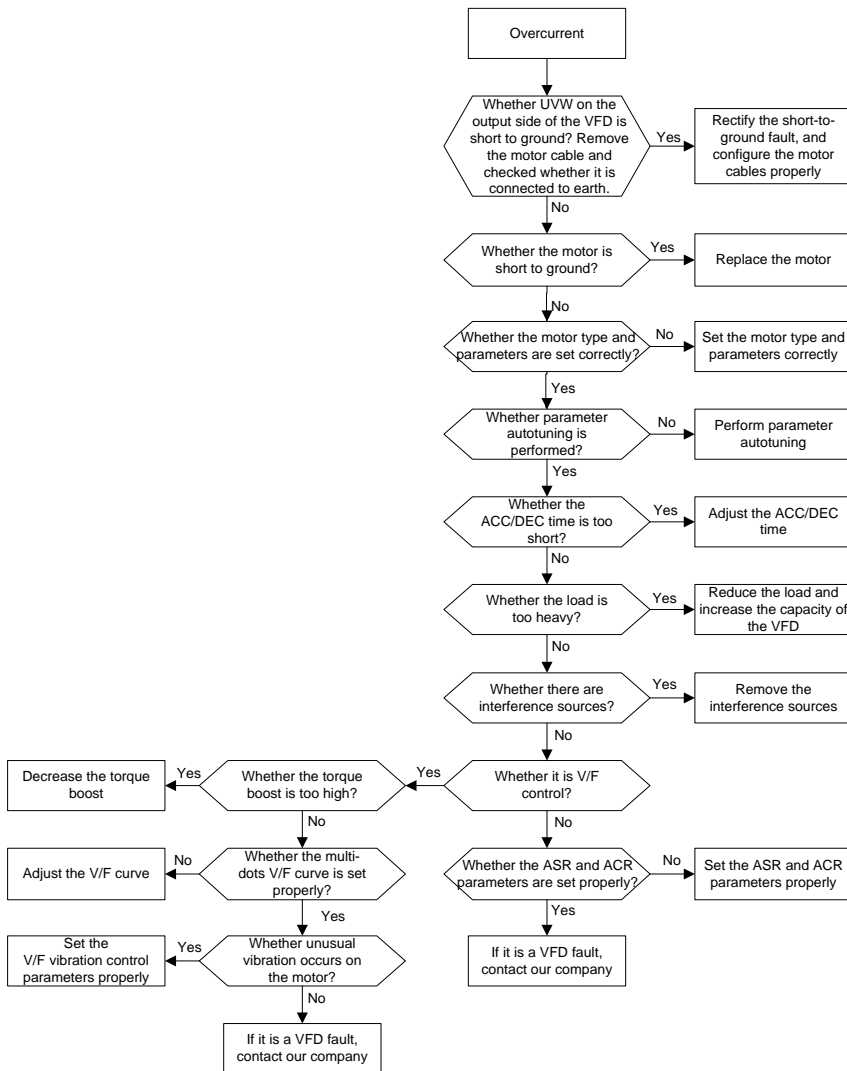 Overcurrent
Whether UVW on the
output side of the VFD is
short to ground? Remove
the motor cable and
checked whether it is
connected to earth.
Yes
Rectify the short-to-
ground fault, and
configure the motor
cables properly
No
Whether the motor is
short to ground?
Yes
Replace the motor
No
Whether the motor type and
parameters are set correctly?
No
Set the motor type and
parameters correctly
Yes
Whether parameter
autotuning is
performed?
No
Perform parameter
autotuning
Yes
Whether the
ACC/DEC time is too
short?
Yes
Adjust the ACC/DEC
time
No
Whether the load is
too heavy?
Yes
Reduce the load and
increase the capacity of
the VFD
No
Whether there are
interference sources?
Yes
Remove the
interference sources
No
Whether it is V/F
control?
Yes
Whether the torque
boost is too high?
Yes
Decrease the torque
boost
No
Whether the multi-
dots V/F curve is set
properly?
No
Adjust the V/F curve
Yes
Whether unusual
vibration occurs on
the motor?
Yes
Set the
V/F vibration control
parameters properly
No
If it is a VFD fault,
contact our company
No
Whether the ASR and ACR
parameters are set properly?
No
Set the ASR and ACR
parameters properly
Yes
If it is a VFD fault,
contact our company